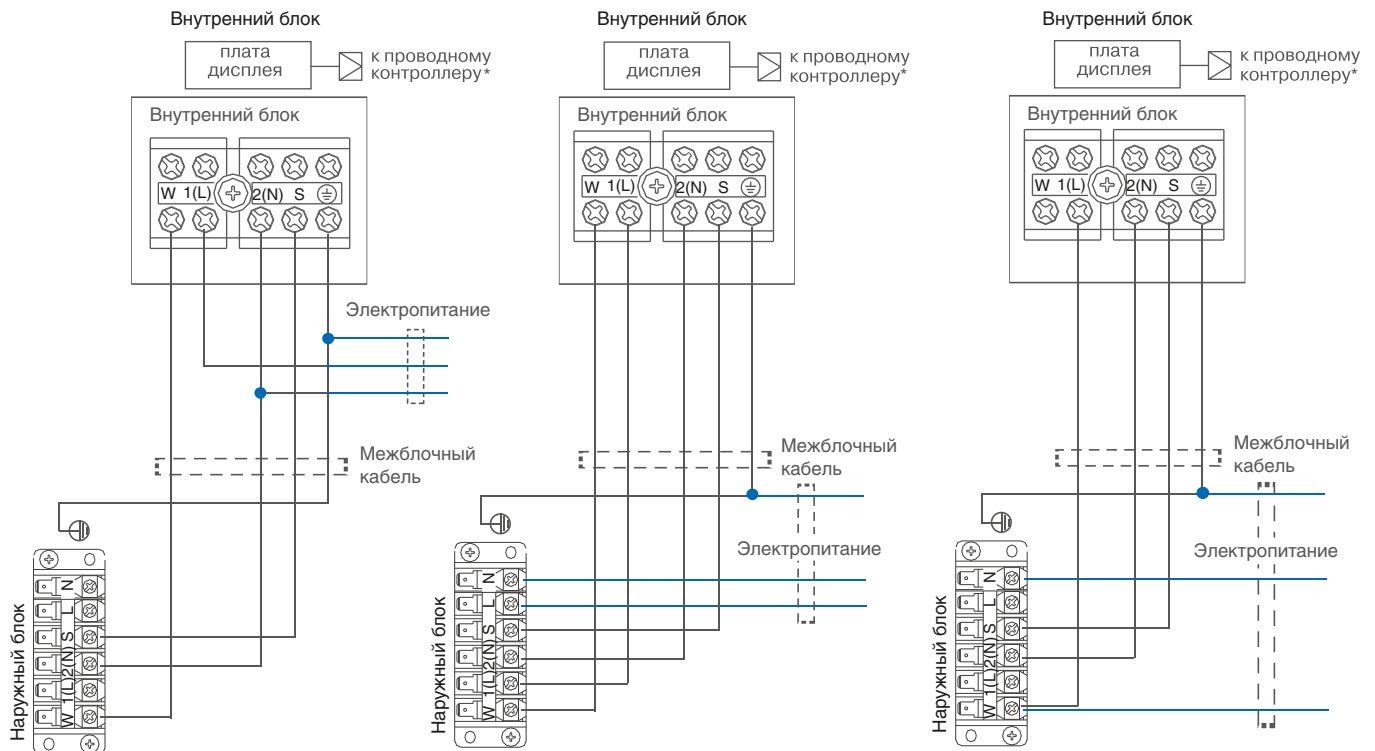 Внутренний блок
плата
дисплея
к проводному
контроллеру*
Внутренний блок
W 1(L) 2(N) S
Электропитание
Межблочный
кабель
Наружный блок
N
L
S
2(N)
1(L)
W
Внутренний блок
плата
дисплея
к проводному
контроллеру*
Внутренний блок
W 1(L) 2(N) S
Межблочный
кабель
Электропитание
Наружный блок
N
L
S
2(N)
1(L)
W
Внутренний блок
плата
дисплея
к проводному
контроллеру*
Внутренний блок
W 1(L) 2(N) S
Межблочный
кабель
Электропитание
Наружный блок
N
L
S
2(N)
1(L)
W